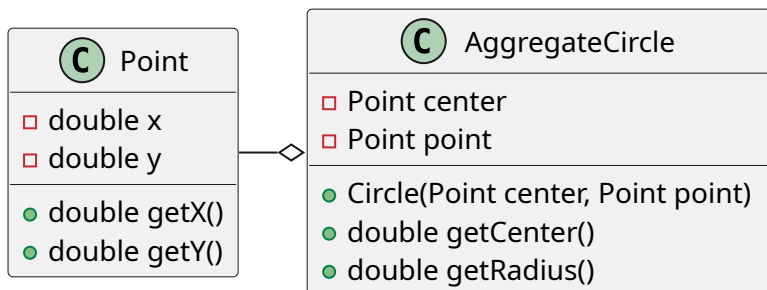 C Point
double x
double y
double getX()
double getY()
C AggregateCircle
Point center
Point point
Circle(Point center, Point point)
double getCenter()
double getRadius()